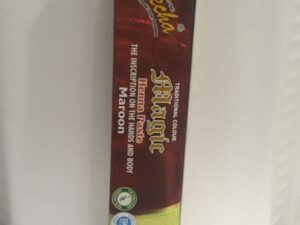 TRADITIONAL COLOUR
Magic
Henna Paste
THE INSCRIPTION ON THE HANDS AND BODY
Maroon